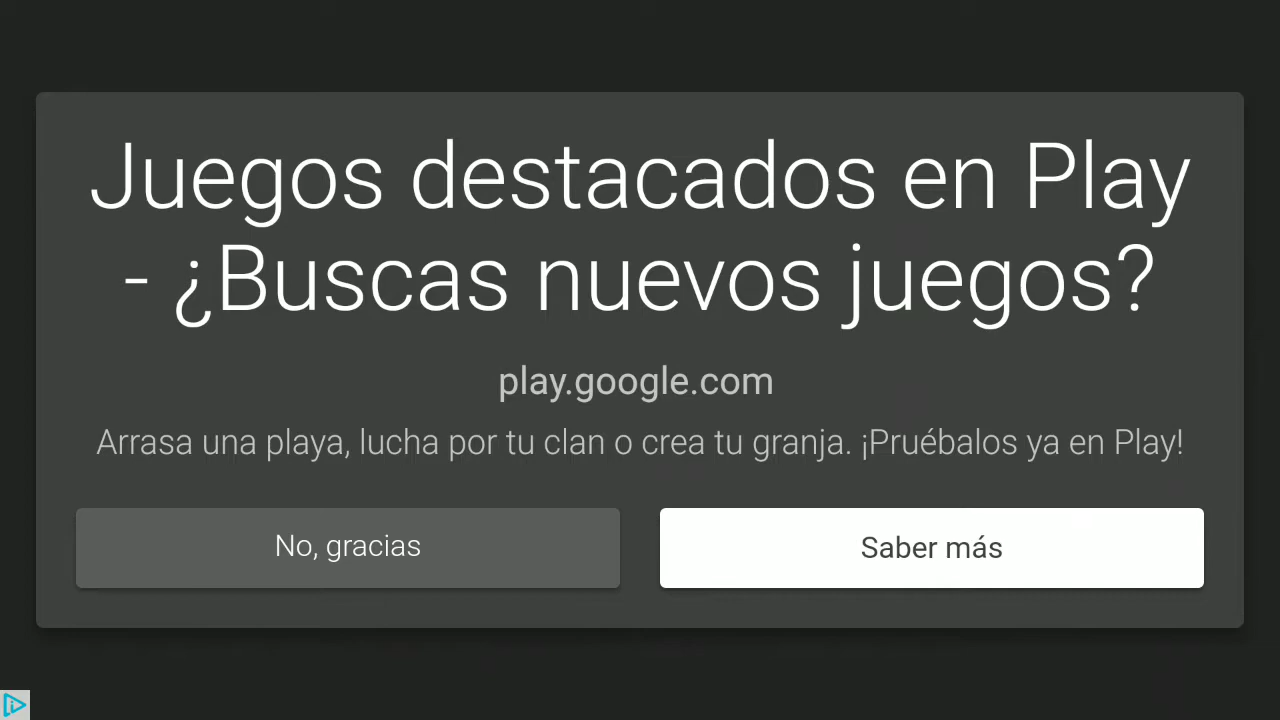 Juegos destacados en Play
- ¿Buscas nuevos juegos?
play.google.com
Arrasa una playa, lucha por tu clan o crea tu granja. ¡Pruébalos ya en Play!
No, gracias
Saber más